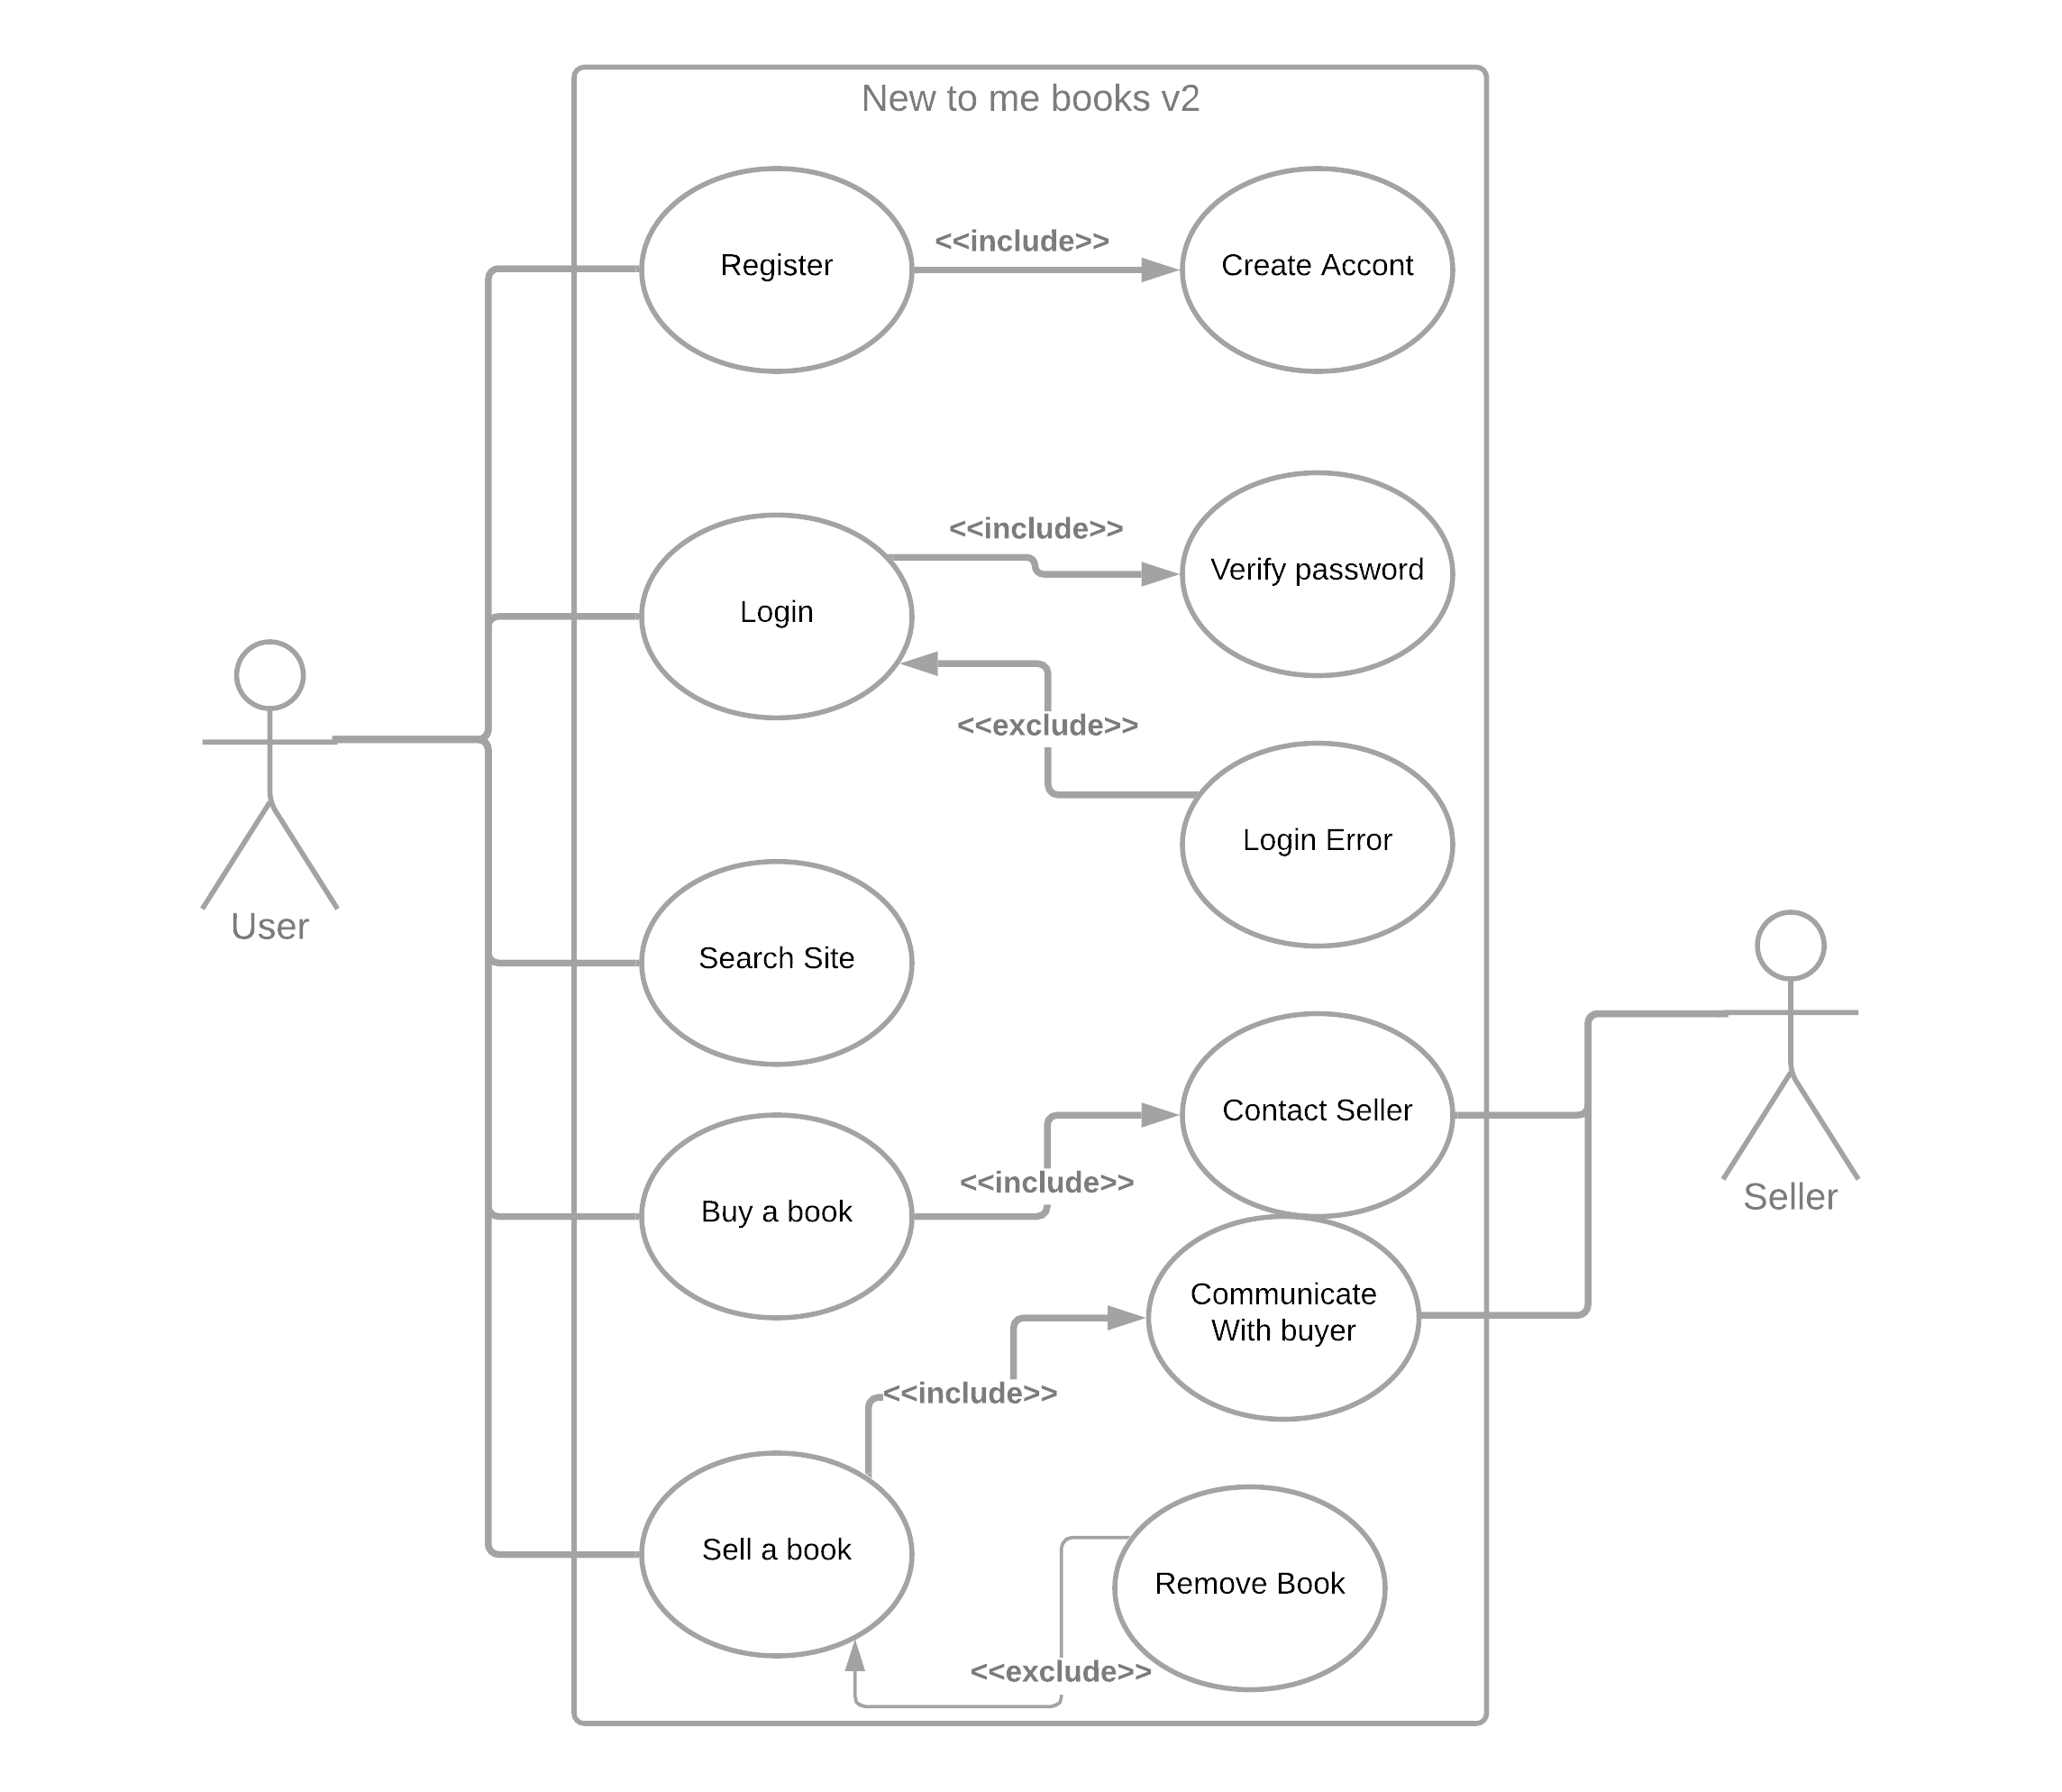 New to me books v2
Register
<<include>>
Create Accont
<<include>>
Verify password
Login
<<exclude>>
Login Error
User
Search Site
Contact Seller
<<include>>
Buy a book
Seller
Communicate
With buyer
<<include>>
Sell a book
Remove Book
<<exclude>>